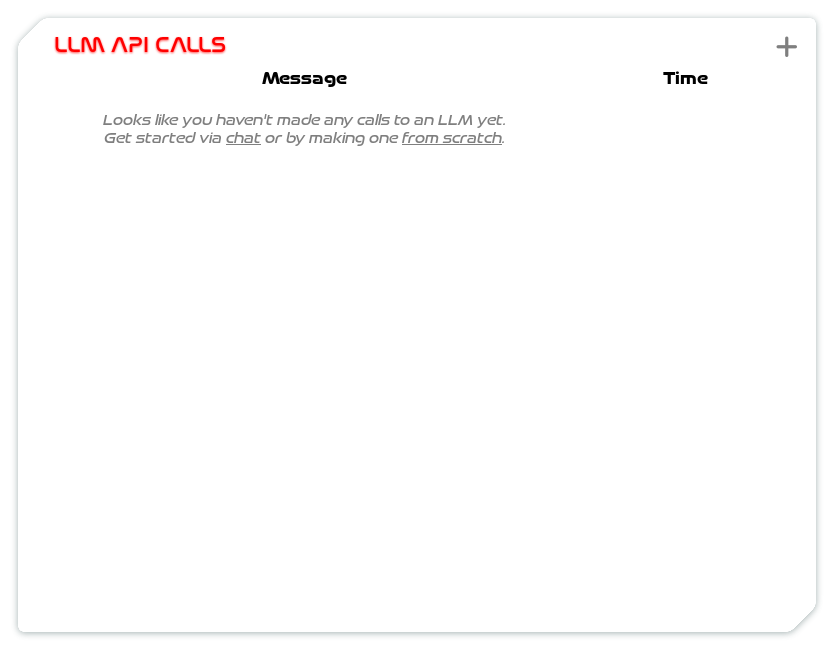 LLM API CALLS
Message Time
Looks like you haven't made any calls to an LLM yet.
Get started via chat or by making one from scratch.